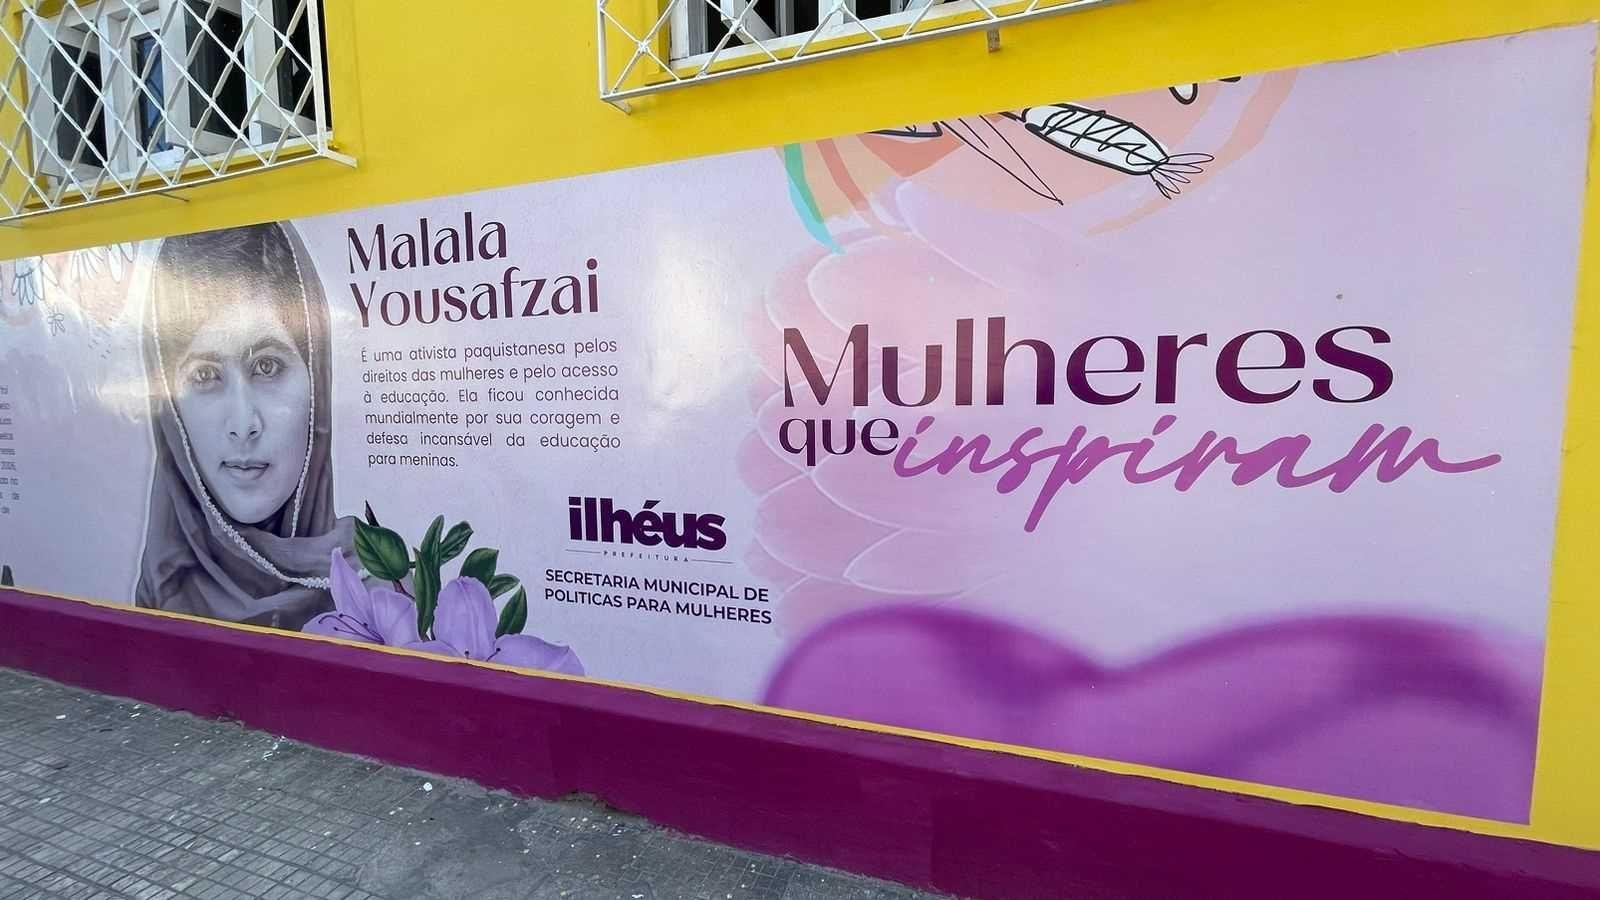 Malala
Yousafzai
É uma ativista paquistanesa pelos
direitos das mulheres e pelo acesso
à educação. Ela ficou conhecida
mundialmente por sua coragem e
defesa incansável da educação
para meninas.
ilhéus
PREFEITURA
SECRETARIA MUNICIPAL DE
POLITICAS PARA MULHERES
Mulheres
que inspiram